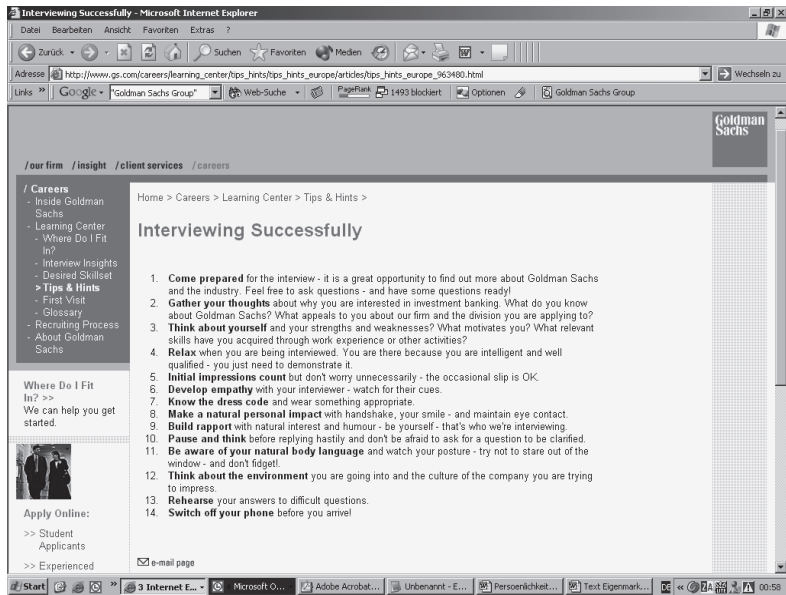 Interviewing Successfully - Microsoft Internet Explorer
Datei Bearbeiten Ansicht Favoriten Extras ?
Zurück Suchen Favoriten Medien
Adresse http://www.gs.com/careers/learning_center/tips_hints/tips_hints_europe/articles/tips_hints_europe_963480.html Wechseln zu
Links » Google "Goldman Sachs Group" Web-Suche PageRank 1493 blockiert Optionen Goldman Sachs Group
Goldman
Sachs
/our firm /insight /client services /careers
/ Careers
- Inside Goldman
Sachs
- Learning Center
- Where Do I Fit
In?
- Interview Insights
- Desired Skillset
> Tips & Hints
- First Visit
- Glossary
- Recruiting Process
- About Goldman
Sachs
Where Do I Fit
In? >>
We can help you get
started.
Apply Online:
>> Student
Applicants
>> Experienced
Home > Careers > Learning Center > Tips & Hints >
Interviewing Successfully
1. Come prepared for the interview - it is a great opportunity to find out more about Goldman Sachs
and the industry. Feel free to ask questions - and have some questions ready!
2. Gather your thoughts about why you are interested in investment banking. What do you know
about Goldman Sachs? What appeals to you about our firm and the division you are applying to?
3. Think about yourself and your strengths and weaknesses? What motivates you? What relevant
skills have you acquired through work experience or other activities?
4. Relax when you are being interviewed. You are there because you are intelligent and well
qualified - you just need to demonstrate it.
5. Initial impressions count but don't worry unnecessarily - the occasional slip is OK.
6. Develop empathy with your interviewer - watch for their cues.
7. Know the dress code and wear something appropriate.
8. Make a natural personal impact with handshake, your smile - and maintain eye contact.
9. Build rapport with natural interest and humour - be yourself - that's who we're interviewing.
10. Pause and think before replying hastily and don't be afraid to ask for a question to be clarified.
11. Be aware of your natural body language and watch your posture - try not to stare out of the
window - and don't fidget!.
12. Think about the environment you are going into and the culture of the company you are trying
to impress.
13. Rehearse your answers to difficult questions.
14. Switch off your phone before you arrive!
e-mail page
Start » 3 Internet E... Microsoft O... Adobe Acrobat... Unbenannt - E... Persoenlichkeit... Text Eigenmark... DE « 00:58